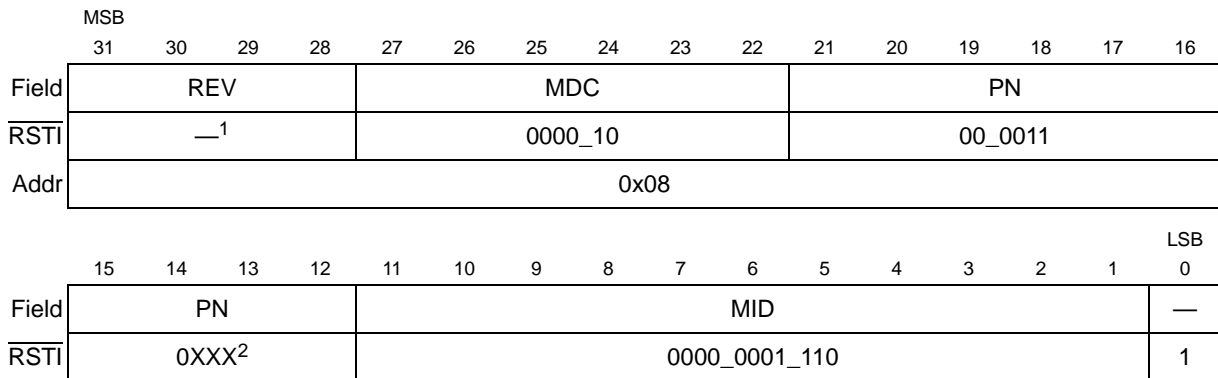 MSB
31 30 29 28 27 26 25 24 23 22 21 20 19 18 17 16
Field REV MDC PN
RSTI —1 0000_10 00_0011
Addr 0x08
LSB
15 14 13 12 11 10 9 8 7 6 5 4 3 2 1 0
Field PN MID —
RSTI 0XXX2 0000_0001_110 1